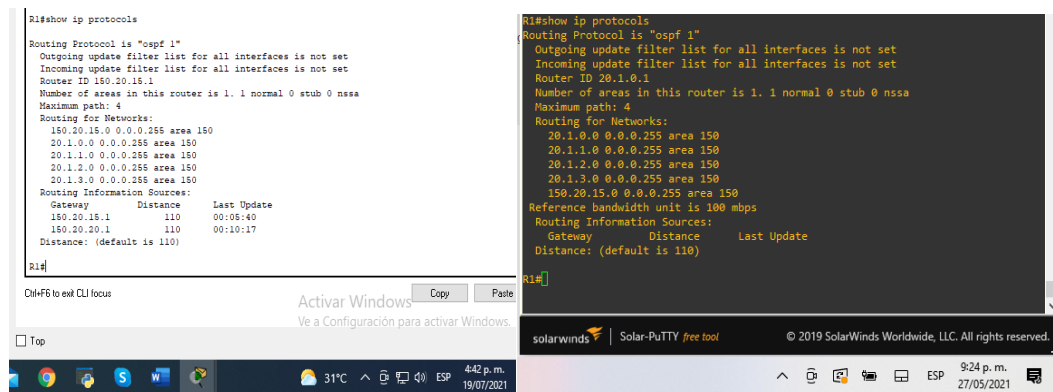 R1#show ip protocols
Routing Protocol is "ospf 1"
Outgoing update filter list for all interfaces is not set
Incoming update filter list for all interfaces is not set
Router ID 150.20.15.1
Number of areas in this router is 1. 1 normal 0 stub 0 nssa
Maximum path: 4
Routing for Networks:
150.20.15.0 0.0.0.255 area 150
20.1.0.0 0.0.0.255 area 150
20.1.1.0 0.0.0.255 area 150
20.1.2.0 0.0.0.255 area 150
20.1.3.0 0.0.0.255 area 150
Routing Information Sources:
Gateway Distance Last Update
150.20.15.1 110 00:05:40
150.20.20.1 110 00:10:17
Distance: (default is 110)
R1#
Ctrl+F6 to exit CLI focus
Copy
Paste
Activar Windows
Ve a Configuración para activar Windows.
Top
31°C
ESP
4:42 p. m.
19/07/2021
R1#show ip protocols
Routing Protocol is "ospf 1"
Outgoing update filter list for all interfaces is not set
Incoming update filter list for all interfaces is not set
Router ID 20.1.0.1
Number of areas in this router is 1. 1 normal 0 stub 0 nssa
Maximum path: 4
Routing for Networks:
20.1.0.0 0.0.0.255 area 150
20.1.1.0 0.0.0.255 area 150
20.1.2.0 0.0.0.255 area 150
20.1.3.0 0.0.0.255 area 150
150.20.15.0 0.0.0.255 area 150
Reference bandwidth unit is 100 mbps
Routing Information Sources:
Gateway Distance Last Update
Distance: (default is 110)
R1#
solarwinds Solar-PuTTY free tool © 2019 SolarWinds Worldwide, LLC. All rights reserved.
ESP
9:24 p. m.
27/05/2021